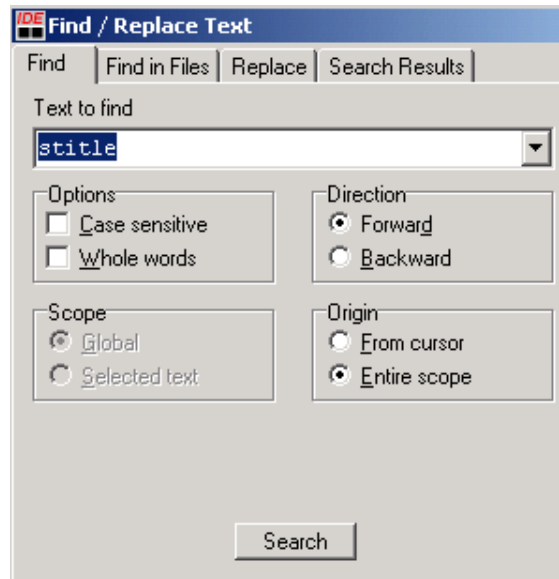 IDE
Find / Replace Text
Find Find in Files Replace Search Results
Text to find
stitle
Options
Case sensitive
Whole words
Direction
Forward
Backward
Scope
Global
Selected text
Origin
From cursor
Entire scope
Search